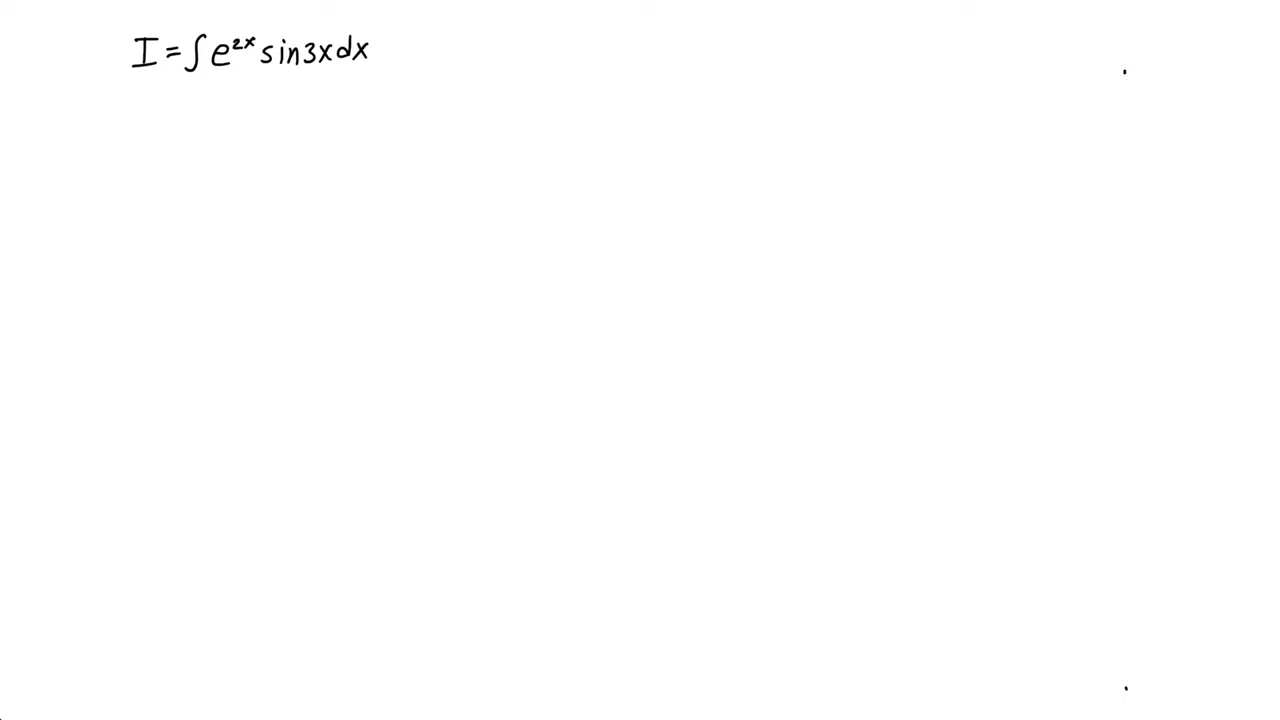 I = ∫ e^{2x} sin3x dx